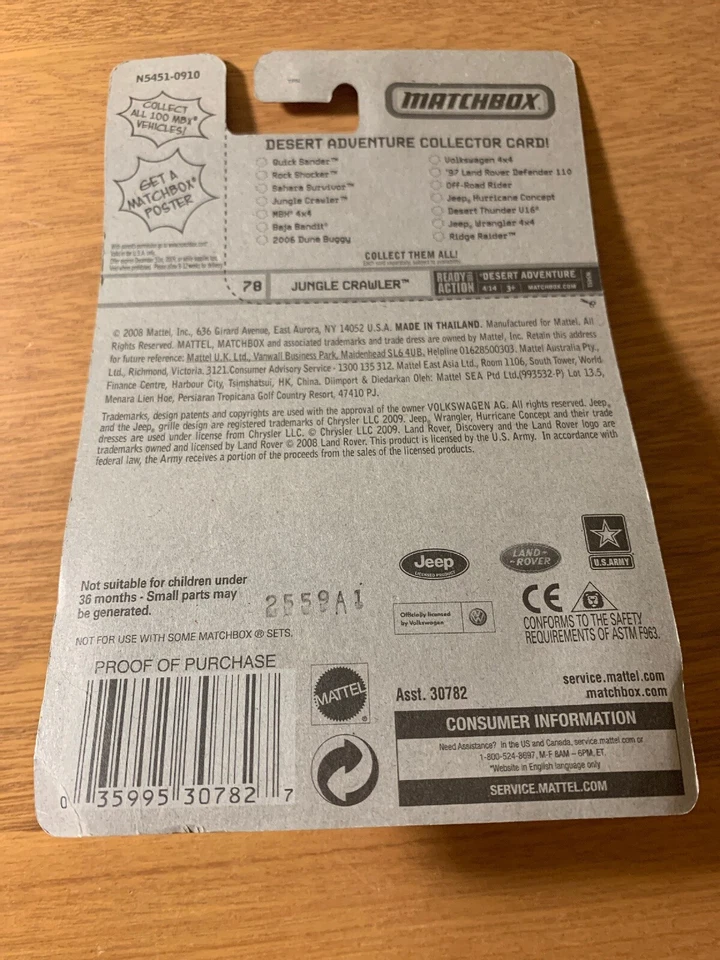 N5451-0910
COLLECT
ALL 100 MBX®
VEHICLES!
GET A
MATCHBOX®
POSTER
MATCHBOX®
DESERT ADVENTURE COLLECTOR CARD!
Quick Sander™
Rock Shocker™
Sahara Survivor™
Jungle Crawler™
MBX® 4x4
Baja Bandit®
2006 Dune Buggy
Volkswagen 4x4
'97 Land Rover Defender 110
Off-Road Rider
Jeep® Hurricane Concept
Desert Thunder V16®
Jeep® Wrangler 4x4
Ridge Raider™
COLLECT THEM ALL!
78 JUNGLE CRAWLER™
READY FOR ACTION
DESERT ADVENTURE
4/14 3+ MATCHBOX.COM
© 2008 Mattel, Inc., 636 Girard Avenue, East Aurora, NY 14052 U.S.A. MADE IN THAILAND. Manufactured for Mattel. All
Rights Reserved. MATTEL, MATCHBOX and associated trademarks and trade dress are owned by Mattel, Inc. Retain this address
for future reference: Mattel U.K. Ltd., Vanwall Business Park, Maidenhead SL6 4UB. Helpline 01628500303. Mattel Australia Pty.,
Ltd., Richmond, Victoria. 3121.Consumer Advisory Service - 1300 135 312. Mattel East Asia Ltd., Room 1106, South Tower, World
Finance Centre, Harbour City, Tsimshatsui, HK, China. Diimport & Diedarkan Oleh: Mattel SEA Ptd Ltd.(993532-P) Lot 13.5,
Menara Lien Hoe, Persiaran Tropicana Golf Country Resort, 47410 PJ.
Trademarks, design patents and copyrights are used with the approval of the owner VOLKSWAGEN AG. All rights reserved. Jeep®
and the Jeep® grille design are registered trademarks of Chrysler LLC 2009. Jeep® Wrangler, Hurricane Concept and their trade
dresses are used under license from Chrysler LLC. © Chrysler LLC 2009. Land Rover, Discovery and the Land Rover logo are
trademarks owned and licensed by Land Rover © 2008 Land Rover. This product is licensed by the U.S. Army. In accordance with
federal law, the Army receives a portion of the proceeds from the sales of the licensed products.
Jeep
LICENSED PRODUCT
LAND-
-ROVER
U.S.ARMY
Not suitable for children under
36 months - Small parts may
be generated.
2559A1
Officially licensed
by Volkswagen
CE
CONFORMS TO THE SAFETY
REQUIREMENTS OF ASTM F963.
NOT FOR USE WITH SOME MATCHBOX ® SETS.
PROOF OF PURCHASE
MATTEL®
Asst. 30782
service.mattel.com
matchbox.com
CONSUMER INFORMATION
Need Assistance? In the US and Canada, service.mattel.com or
1-800-524-8697, M-F 8AM – 6PM, ET.
*Website in English language only
SERVICE.MATTEL.COM
0 35995 30782 7